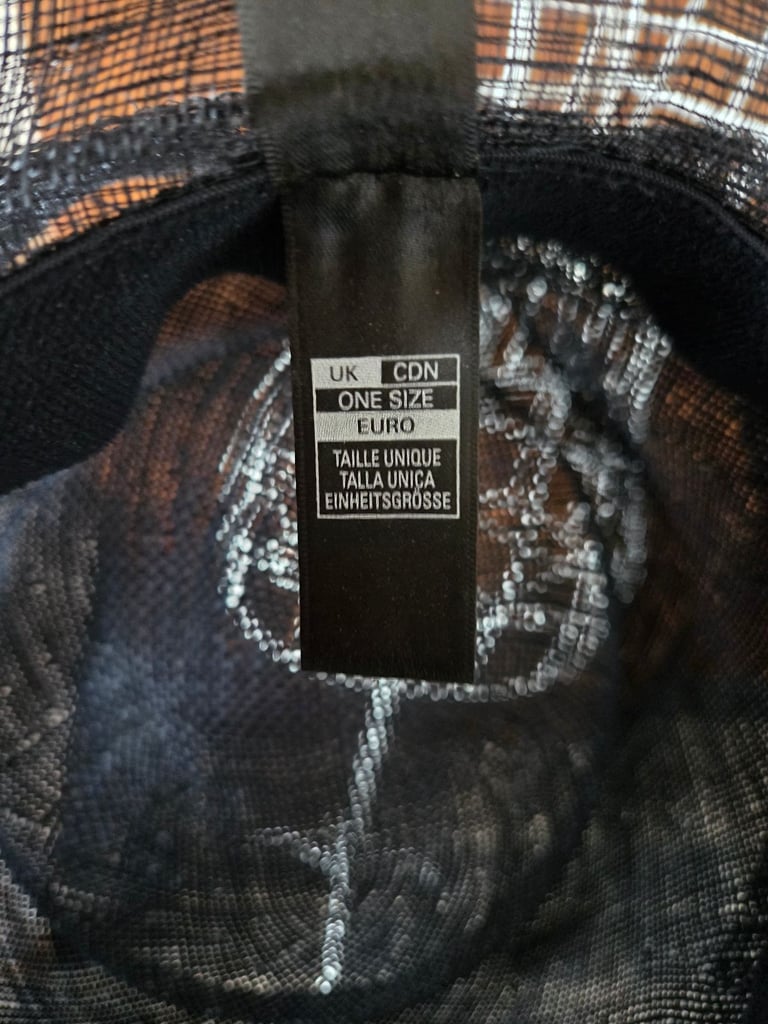 UK CDN
ONE SIZE
EURO
TAILLE UNIQUE
TALLA UNICA
EINHEITSGRÖSSE